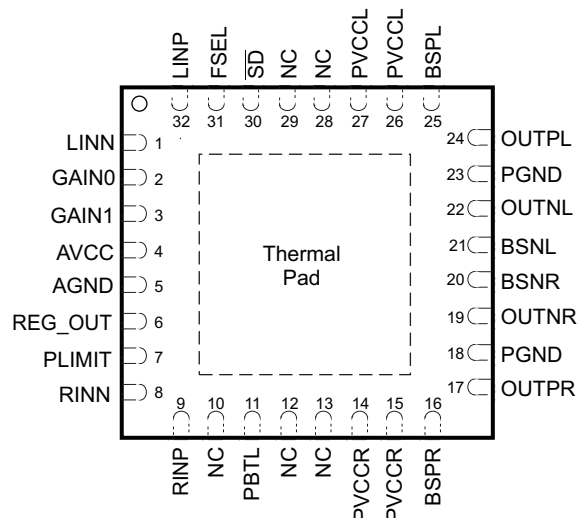 LINP
FSEL
SD
NC
NC
PVCCL
PVCCL
BSPL
32
31
30
29
28
27
26
25
LINN 1
GAIN0 2
GAIN1 3
AVCC 4
AGND 5
REG_OUT 6
PLIMIT 7
RINN 8
Thermal
Pad
24 OUTPL
23 PGND
22 OUTNL
21 BSNL
20 BSNR
19 OUTNR
18 PGND
17 OUTPR
9
10
11
12
13
14
15
16
RINP
NC
PBTL
NC
NC
PVCCR
PVCCR
BSPR